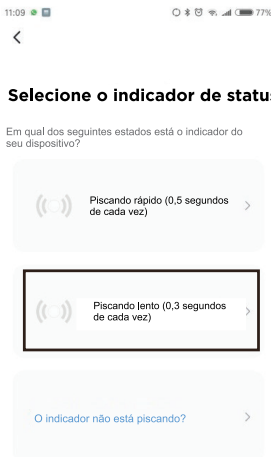 11:09
77%
Selecione o indicador de status
Em qual dos seguintes estados está o indicador do
seu dispositivo?
Piscando rápido (0,5 segundos
de cada vez)
Piscando lento (0,3 segundos
de cada vez)
O indicador não está piscando?